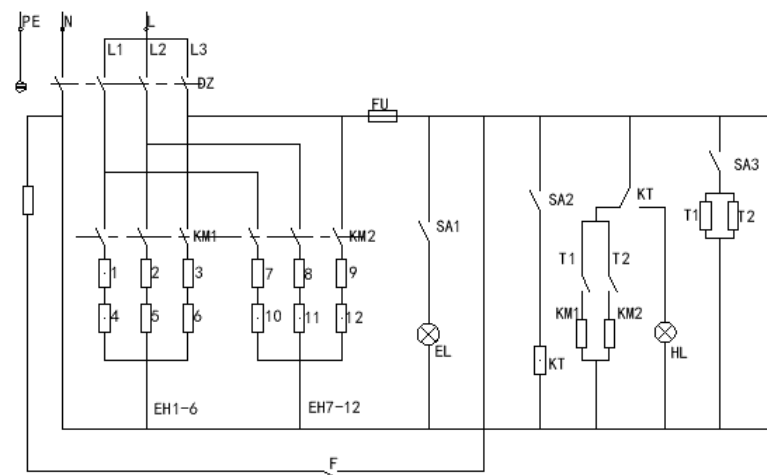 PE N L
L1 L2 L3
DZ
FU
SA1 SA2 KT SA3
T1 T2
KM1 KM2
T1 T2
1 2 3 7 8 9
4 5 6 10 11 12
KM1 KM2
EL KT HL
EH1-6 EH7-12
F